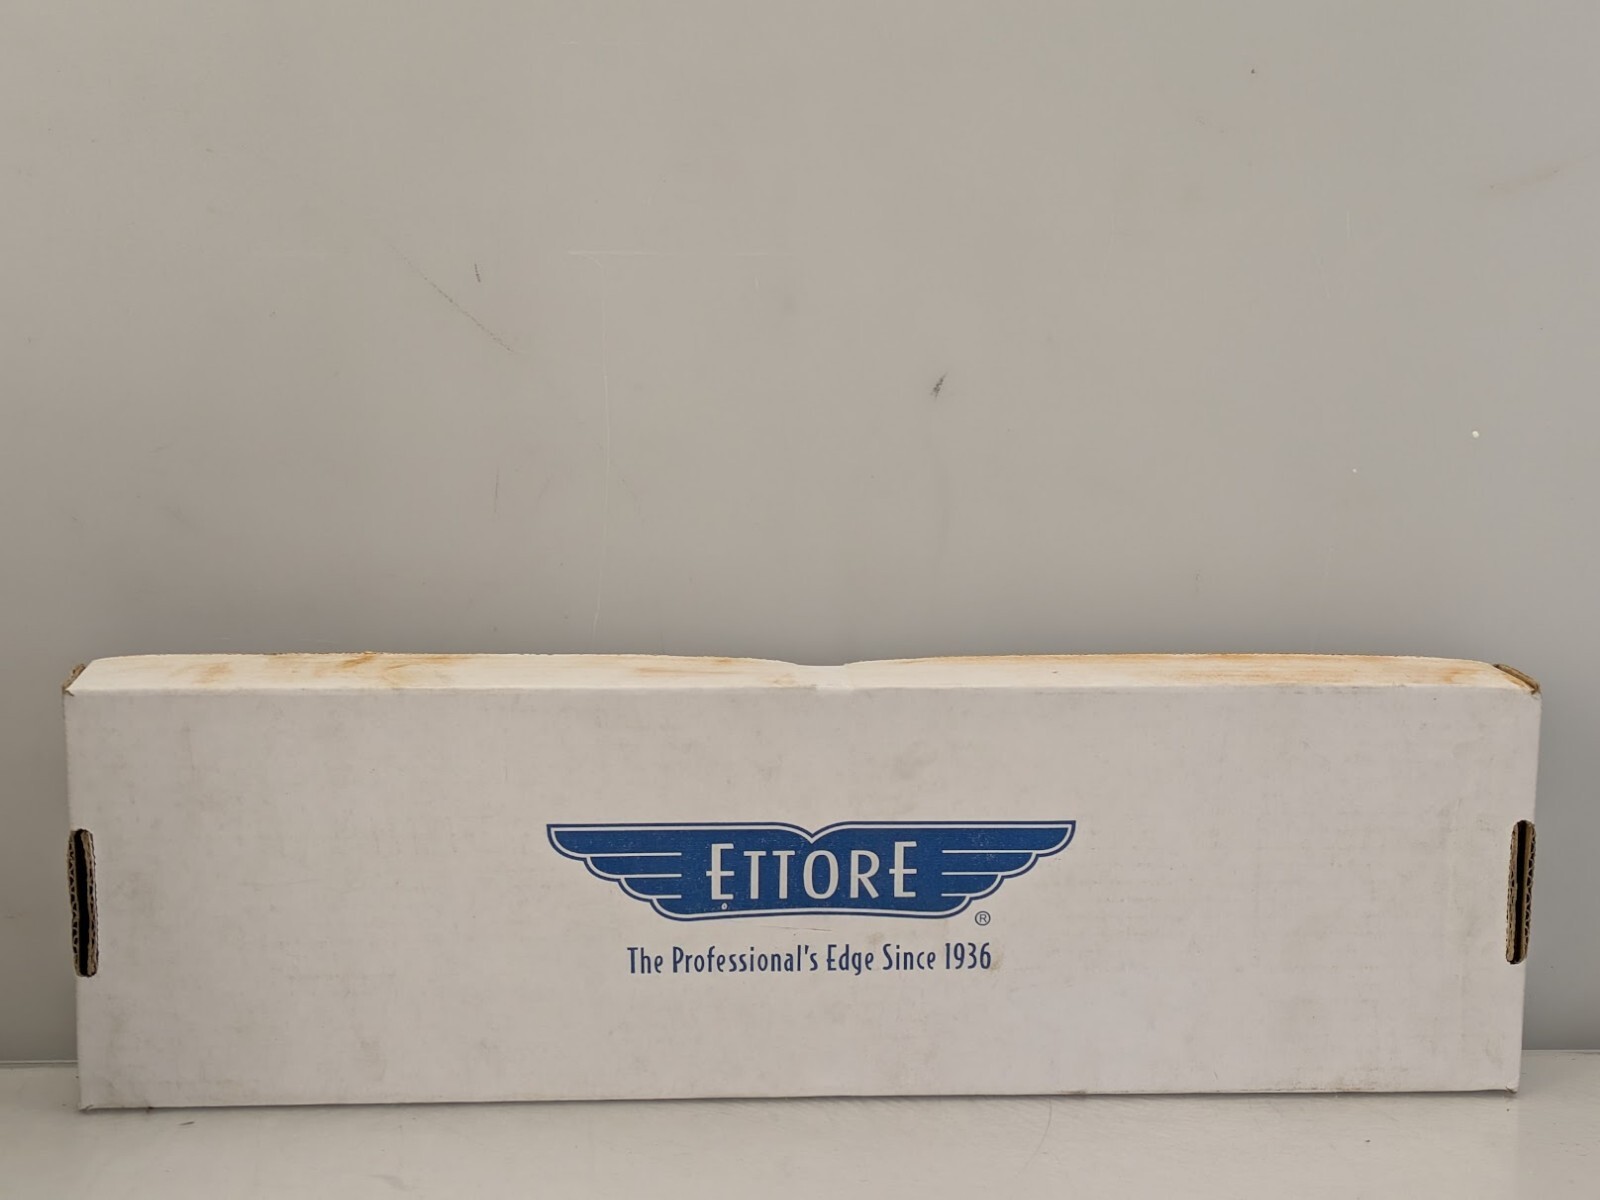 ETTORE
®
The Professional's Edge Since 1936